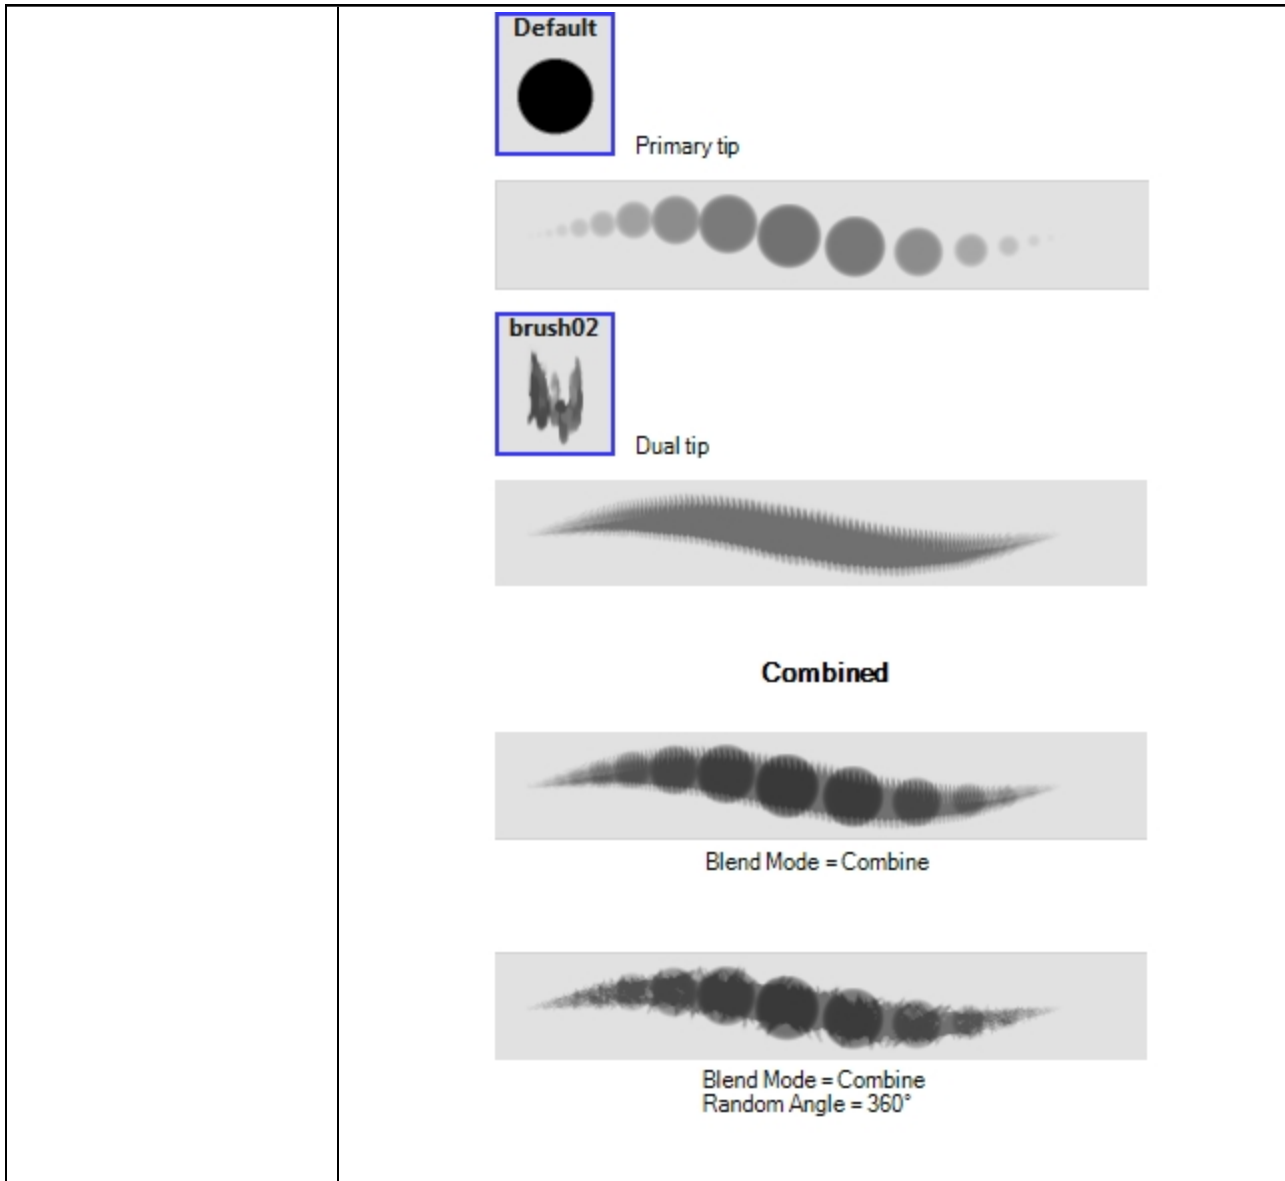 Default
Primary tip
brush02
Dual tip
Combined
Blend Mode = Combine
Blend Mode = Combine
Random Angle = 360°